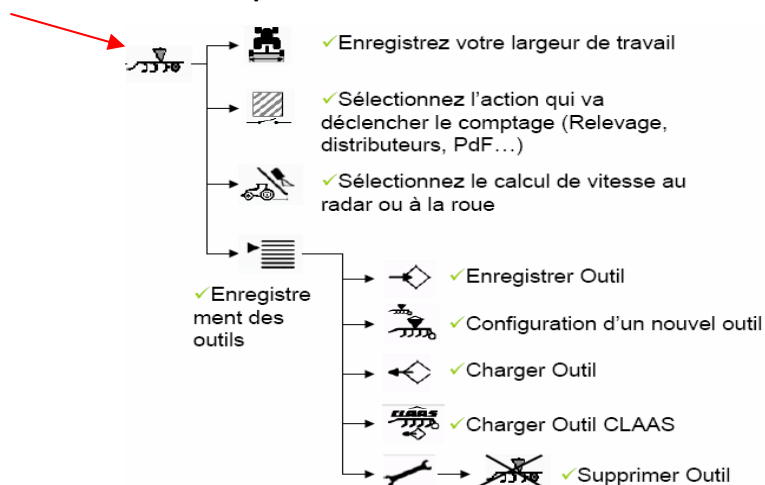 ✓Enregistrez votre largeur de travail
✓Sélectionnez l'action qui va
déclencher le comptage (Relevage,
distributeurs, PdF…)
✓Sélectionnez le calcul de vitesse au
radar ou à la roue
✓Enregistre
ment des
outils
✓Enregistrer Outil
✓Configuration d'un nouvel outil
✓Charger Outil
CLAAS
✓Charger Outil CLAAS
✓Supprimer Outil